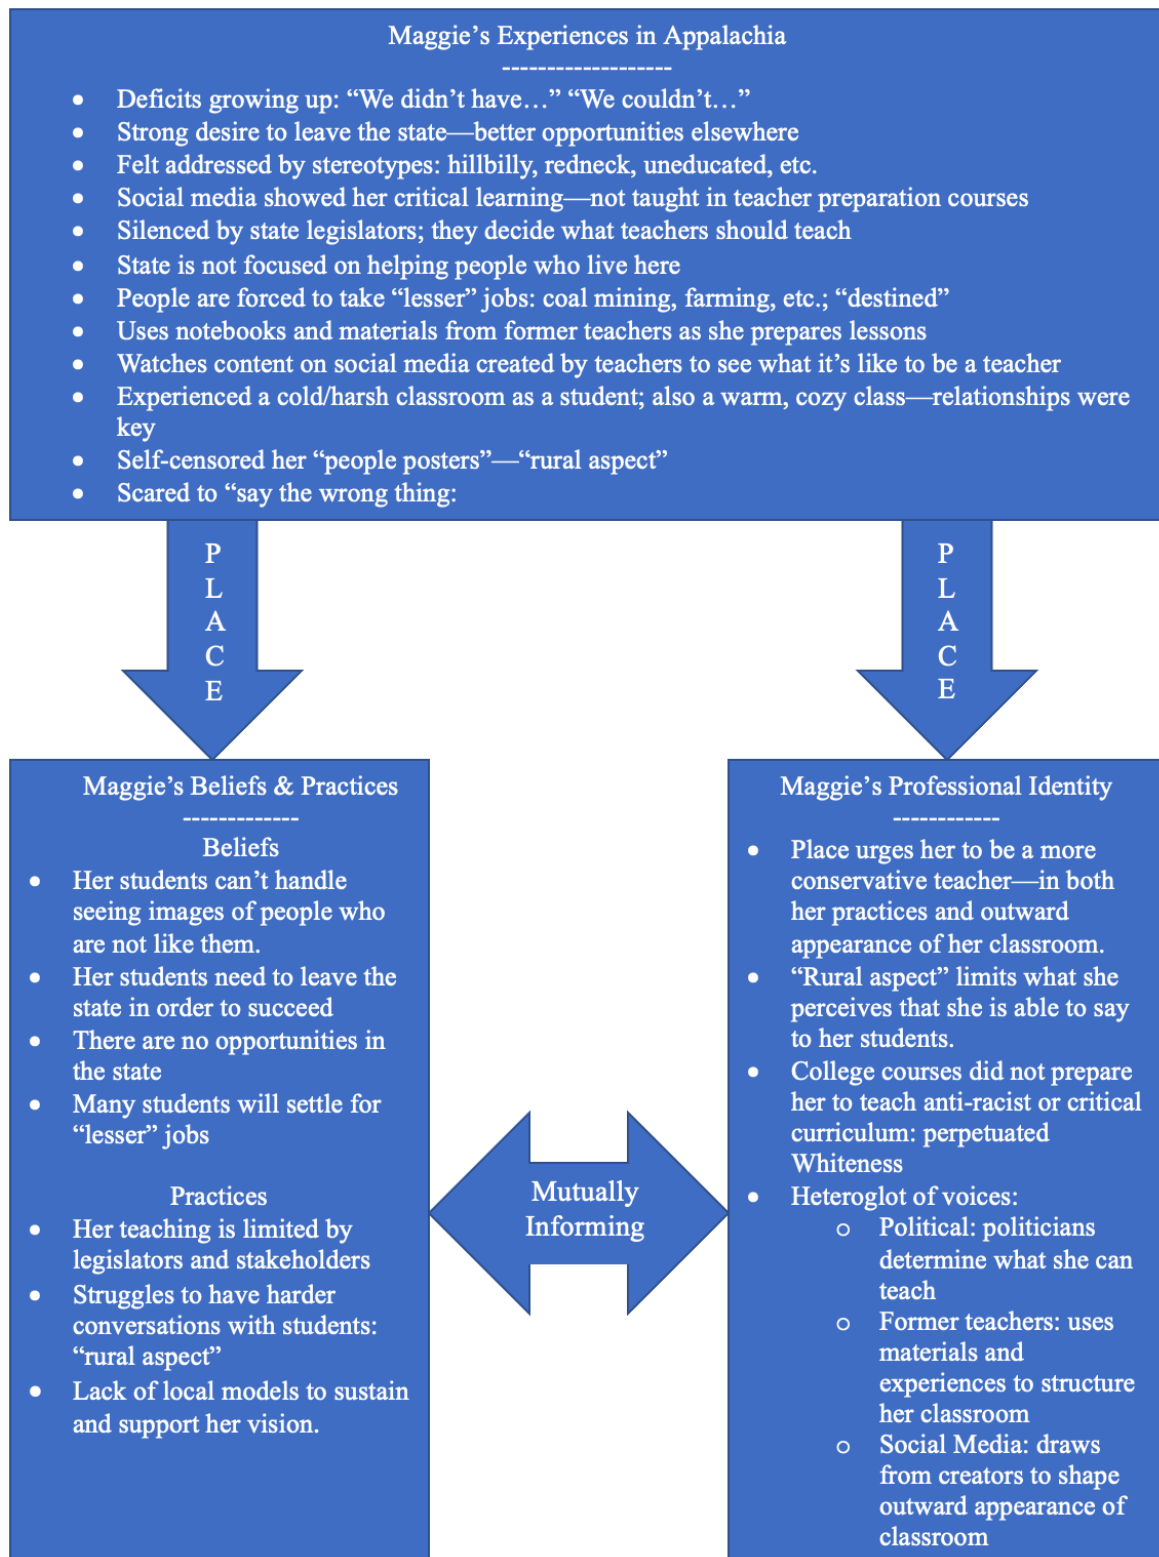 Maggie’s Experiences in Appalachia
-------------------
• Deficits growing up: “We didn’t have…” “We couldn’t…”
• Strong desire to leave the state—better opportunities elsewhere
• Felt addressed by stereotypes: hillbilly, redneck, uneducated, etc.
• Social media showed her critical learning—not taught in teacher preparation courses
• Silenced by state legislators; they decide what teachers should teach
• State is not focused on helping people who live here
• People are forced to take “lesser” jobs: coal mining, farming, etc.; “destined”
• Uses notebooks and materials from former teachers as she prepares lessons
• Watches content on social media created by teachers to see what it’s like to be a teacher
• Experienced a cold/harsh classroom as a student; also a warm, cozy class—relationships were
key
• Self-censored her “people posters”—“rural aspect”
• Scared to “say the wrong thing:
P
L
A
C
E
P
L
A
C
E
Maggie’s Beliefs & Practices
-------------
Beliefs
• Her students can’t handle
seeing images of people who
are not like them.
• Her students need to leave the
state in order to succeed
• There are no opportunities in
the state
• Many students will settle for
“lesser” jobs
Practices
• Her teaching is limited by
legislators and stakeholders
• Struggles to have harder
conversations with students:
“rural aspect”
• Lack of local models to sustain
and support her vision.
Mutually
Informing
Maggie’s Professional Identity
------------
• Place urges her to be a more
conservative teacher—in both
her practices and outward
appearance of her classroom.
• “Rural aspect” limits what she
perceives that she is able to say
to her students.
• College courses did not prepare
her to teach anti-racist or critical
curriculum: perpetuated
Whiteness
• Heteroglot of voices:
o Political: politicians
determine what she can
teach
o Former teachers: uses
materials and
experiences to structure
her classroom
o Social Media: draws
from creators to shape
outward appearance of
classroom